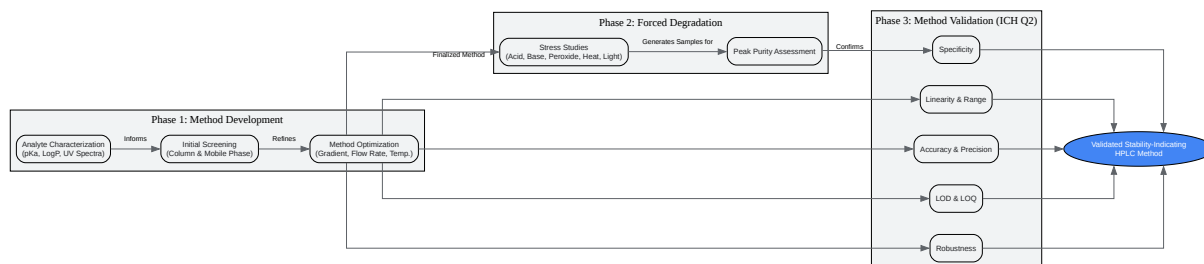 Phase 1: Method Development
Analyte Characterization
(pKa, LogP, UV Spectra)
Informs
Initial Screening
(Column & Mobile Phase)
Refines
Method Optimization
(Gradient, Flow Rate, Temp.)
Finalized Method
Phase 2: Forced Degradation
Stress Studies
(Acid, Base, Peroxide, Heat, Light)
Generates Samples for
Peak Purity Assessment
Confirms
Phase 3: Method Validation (ICH Q2)
Specificity
Linearity & Range
Accuracy & Precision
LOD & LOQ
Robustness
Validated Stability-Indicating
HPLC Method